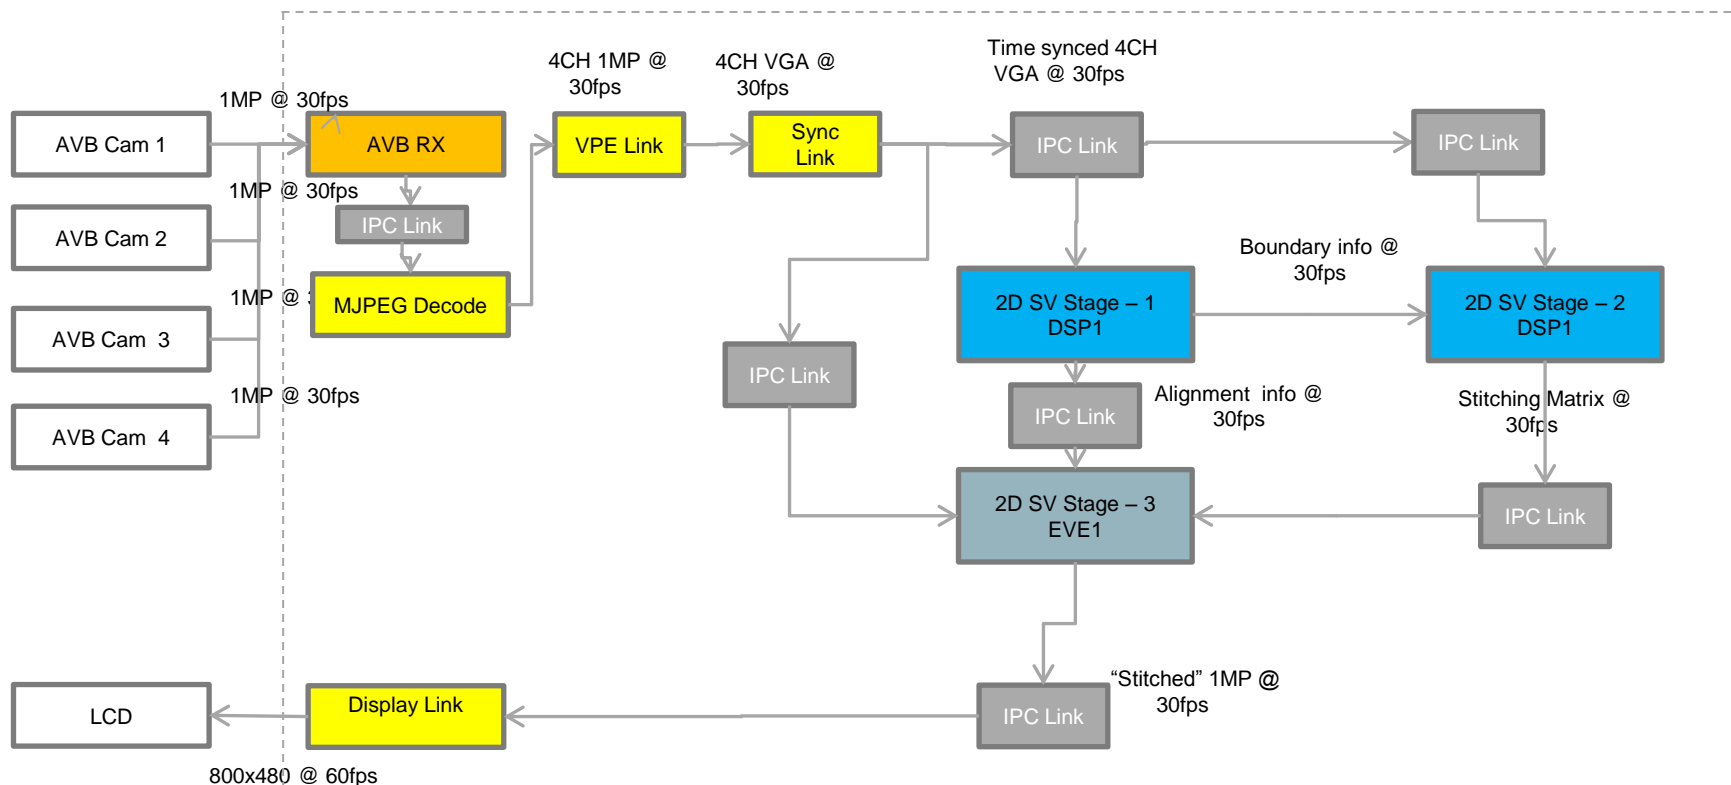 4CH 1MP @
30fps
4CH VGA @
30fps
Time synced 4CH
VGA @ 30fps
1MP @ 30fps
AVB Cam 1
AVB RX
VPE Link
Sync
Link
IPC Link
IPC Link
1MP @ 30fps
IPC Link
AVB Cam 2
Boundary info @
30fps
1MP @
MJPEG Decode
2D SV Stage – 1
DSP1
2D SV Stage – 2
DSP1
AVB Cam  3
IPC Link
1MP @ 30fps
Alignment  info @
30fps
Stitching Matrix @
30fps
IPC Link
AVB Cam  4
2D SV Stage – 3
EVE1
IPC Link
“Stitched” 1MP @
30fps
LCD
Display Link
IPC Link
800x480 @ 60fps